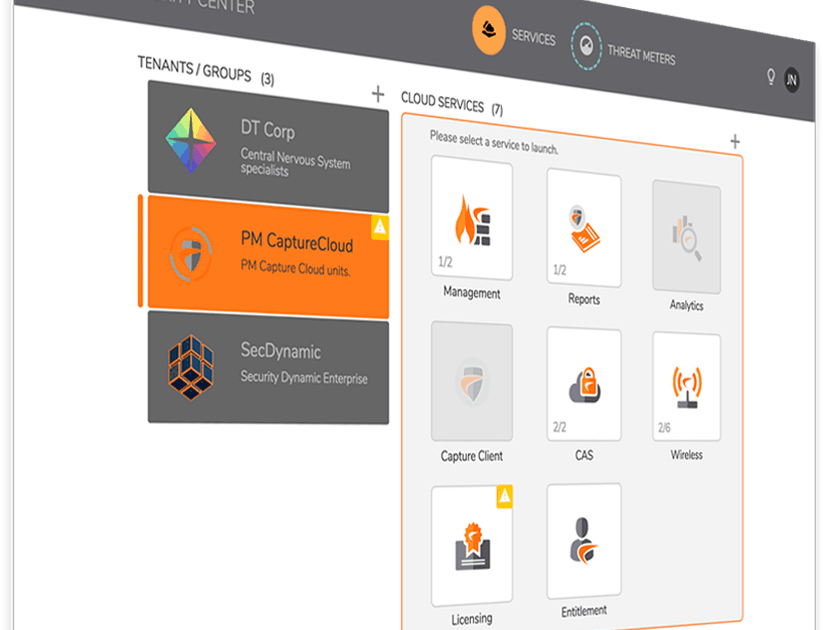 CENTER
SERVICES
THREAT METERS
JN
TENANTS / GROUPS (3)
+
DT Corp
Central Nervous System
specialists
PM CaptureCloud
PM Capture Cloud units.
SecDynamic
Security Dynamic Enterprise
CLOUD SERVICES (7)
+
Please select a service to launch.
1/2
Management
1/2
Reports
Analytics
Capture Client
2/2
CAS
2/6
Wireless
Licensing
Entitlement